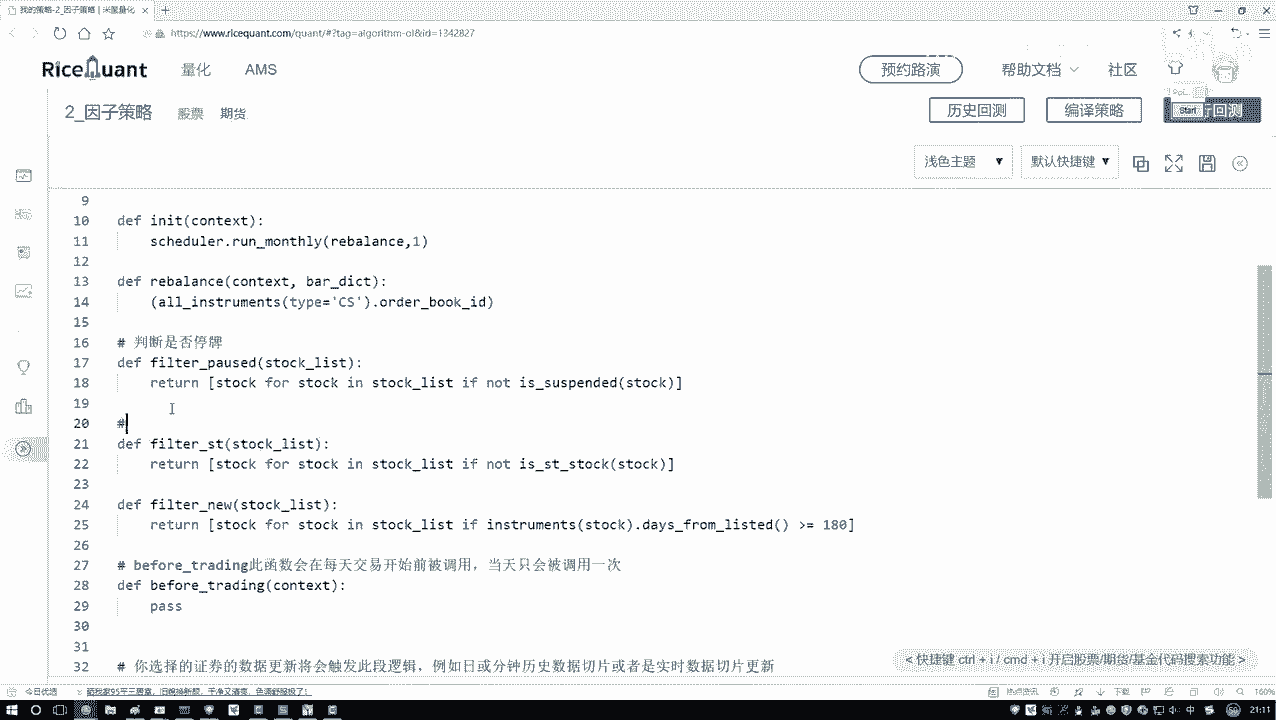 我的策略-2_因子策略 | 米筐量化
https://www.ricequant.com/quant/#?tag=algorithm-ol&id=1342827
RiceQuant 量化 AMS 预约路演 帮助文档 社区
2_因子策略 股票 期货 历史回测 编译策略 Start 行回测
浅色主题 ▼ 默认快捷键 ▼
9
10 def init(context):
11 scheduler.run_monthly(rebalance,1)
12
13 def rebalance(context, bar_dict):
14 (all_instruments(type='CS').order_book_id)
15
16 # 判断是否停牌
17 def filter_paused(stock_list):
18 return [stock for stock in stock_list if not is_suspended(stock)]
19
20 #
21 def filter_st(stock_list):
22 return [stock for stock in stock_list if not is_st_stock(stock)]
23
24 def filter_new(stock_list):
25 return [stock for stock in stock_list if instruments(stock).days_from_listed() >= 180]
26
27 # before_trading此函数会在每天交易开始前被调用，当天只会被调用一次
28 def before_trading(context):
29 pass
30
31
32 # 你选择的证券的数据更新将会触发此段逻辑，例如日或分钟历史数据切片或者是实时数据切片更新
< 快捷键 ctrl + i / cmd + i 开启股票/期货/基金代码搜索功能 >
今日优选 热点资讯 下载 160%
中 21:11